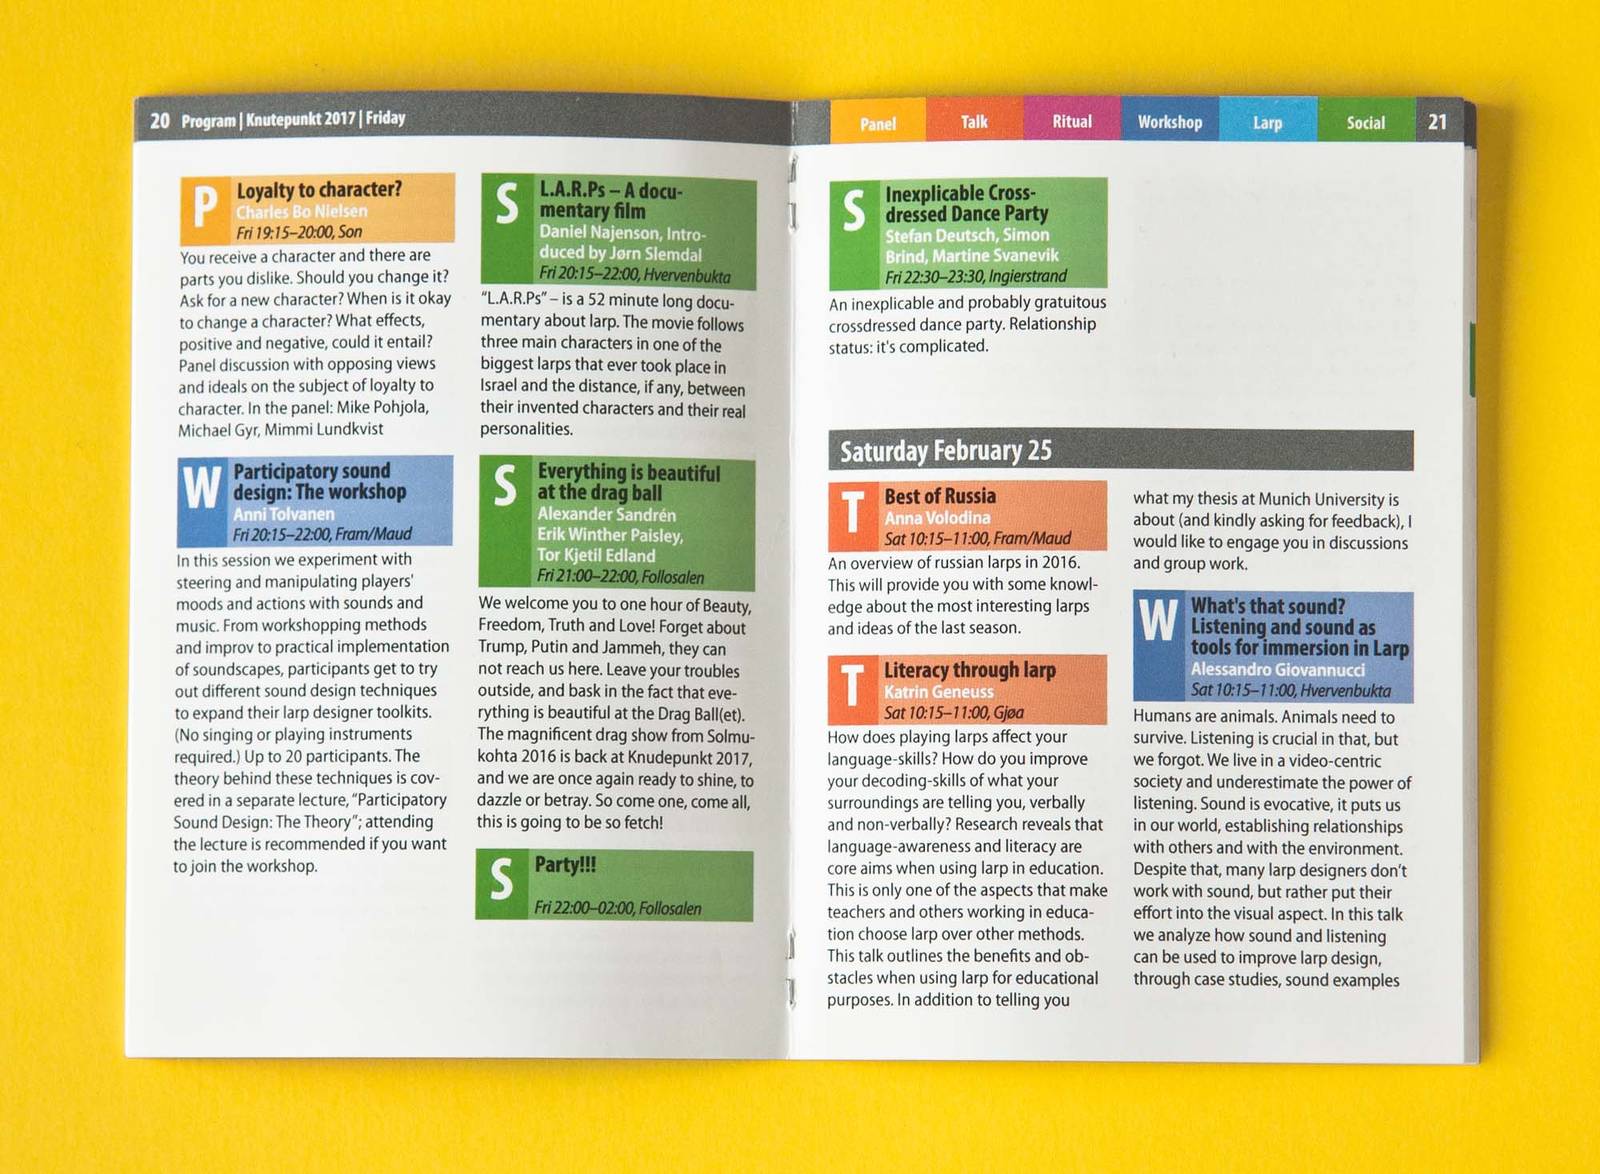 20 Program | Knutepunkt 2017 | Friday
P
Loyalty to character?
Charles Bo Nielsen
Fri 19:15–20:00, Son
You receive a character and there are
parts you dislike. Should you change it?
Ask for a new character? When is it okay
to change a character? What effects,
positive and negative, could it entail?
Panel discussion with opposing views
and ideals on the subject of loyalty to
character. In the panel: Mike Pohjola,
Michael Gyr, Mimmi Lundkvist
W
Participatory sound
design: The workshop
Anni Tolvanen
Fri 20:15–22:00, Fram/Maud
In this session we experiment with
steering and manipulating players'
moods and actions with sounds and
music. From workshopping methods
and improv to practical implementation
of soundscapes, participants get to try
out different sound design techniques
to expand their larp designer toolkits.
(No singing or playing instruments
required.) Up to 20 participants. The
theory behind these techniques is cov-
ered in a separate lecture, "Participatory
Sound Design: The Theory"; attending
the lecture is recommended if you want
to join the workshop.
S
L.A.R.Ps – A docu-
mentary film
Daniel Najenson, Intro-
duced by Jørn Slemdal
Fri 20:15–22:00, Hvervenbukta
"L.A.R.Ps" – is a 52 minute long docu-
mentary about larp. The movie follows
three main characters in one of the
biggest larps that ever took place in
Israel and the distance, if any, between
their invented characters and their real
personalities.
S
Everything is beautiful
at the drag ball
Alexander Sandrén
Erik Winther Paisley,
Tor Kjetil Edland
Fri 21:00–22:00, Follosalen
We welcome you to one hour of Beauty,
Freedom, Truth and Love! Forget about
Trump, Putin and Jammeh, they can
not reach us here. Leave your troubles
outside, and bask in the fact that eve-
rything is beautiful at the Drag Ball(et).
The magnificent drag show from Solmu-
kohta 2016 is back at Knudepunkt 2017,
and we are once again ready to shine, to
dazzle or betray. So come one, come all,
this is going to be so fetch!
S
Party!!!
Fri 22:00–02:00, Follosalen
Panel Talk Ritual Workshop Larp Social 21
S
Inexplicable Cross-
dressed Dance Party
Stefan Deutsch, Simon
Brind, Martine Svanevik
Fri 22:30–23:30, Ingierstrand
An inexplicable and probably gratuitous
crossdressed dance party. Relationship
status: it's complicated.
Saturday February 25
T
Best of Russia
Anna Volodina
Sat 10:15–11:00, Fram/Maud
An overview of russian larps in 2016.
This will provide you with some knowl-
edge about the most interesting larps
and ideas of the last season.
T
Literacy through larp
Katrin Geneuss
Sat 10:15–11:00, Gjøa
How does playing larps affect your
language-skills? How do you improve
your decoding-skills of what your
surroundings are telling you, verbally
and non-verbally? Research reveals that
language-awareness and literacy are
core aims when using larp in education.
This is only one of the aspects that make
teachers and others working in educa-
tion choose larp over other methods.
This talk outlines the benefits and ob-
stacles when using larp for educational
purposes. In addition to telling you
what my thesis at Munich University is
about (and kindly asking for feedback), I
would like to engage you in discussions
and group work.
W
What's that sound?
Listening and sound as
tools for immersion in Larp
Alessandro Giovannucci
Sat 10:15–11:00, Hvervenbukta
Humans are animals. Animals need to
survive. Listening is crucial in that, but
we forgot. We live in a video-centric
society and underestimate the power of
listening. Sound is evocative, it puts us
in our world, establishing relationships
with others and with the environment.
Despite that, many larp designers don't
work with sound, but rather put their
effort into the visual aspect. In this talk
we analyze how sound and listening
can be used to improve larp design,
through case studies, sound examples